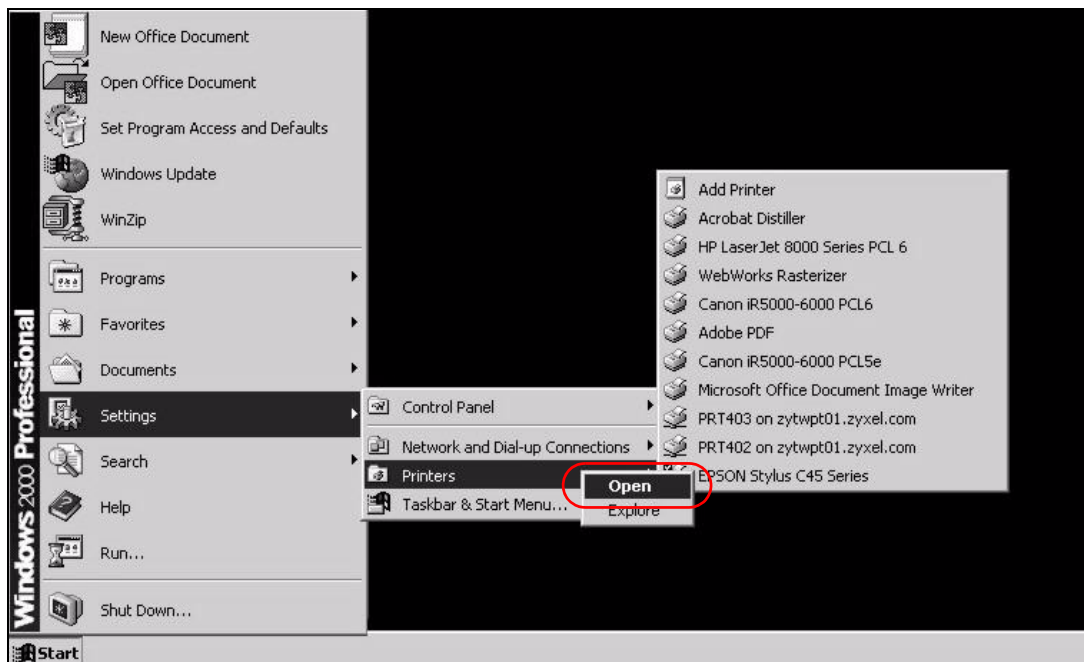 New Office Document
Open Office Document
Set Program Access and Defaults
Windows Update
WinZip
Programs
Favorites
Documents
Settings
Search
Help
Run...
Shut Down...
Windows 2000 Professional
Start
Control Panel
Network and Dial-up Connections
Printers
Taskbar & Start Menu...
Open
Explore
Add Printer
Acrobat Distiller
HP LaserJet 8000 Series PCL 6
WebWorks Rasterizer
Canon iR5000-6000 PCL6
Adobe PDF
Canon iR5000-6000 PCL5e
Microsoft Office Document Image Writer
PRT403 on zytwpt01.zyxel.com
PRT402 on zytwpt01.zyxel.com
EPSON Stylus C45 Series